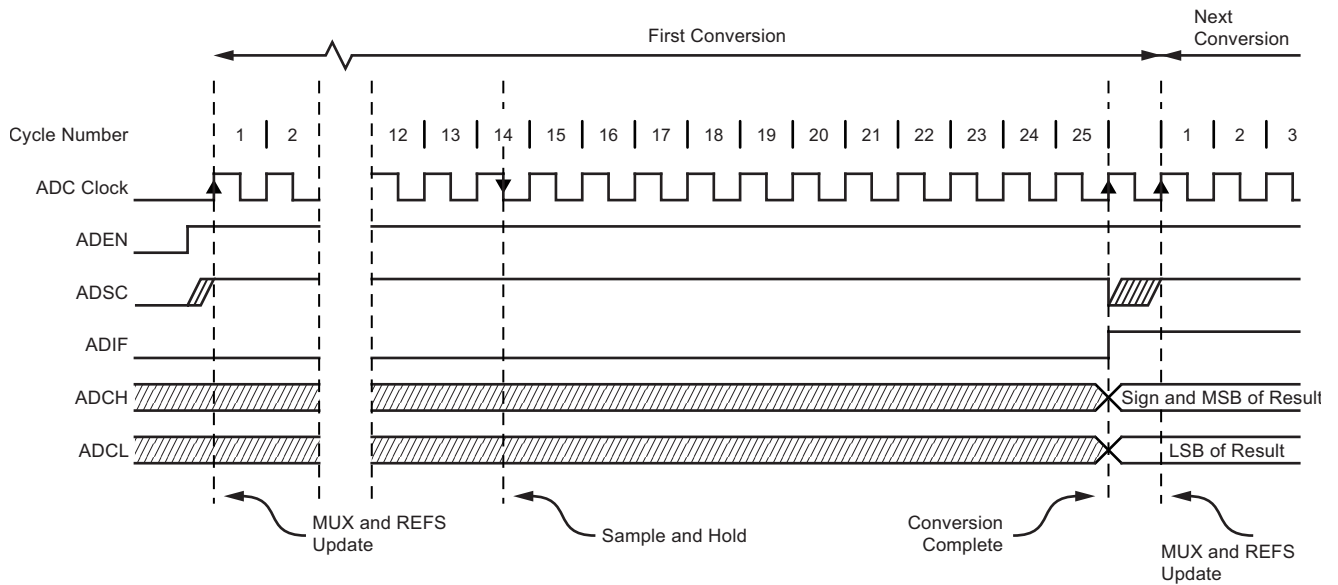 First Conversion
Next
Conversion
Cycle Number 1 2 12 13 14 15 16 17 18 19 20 21 22 23 24 25 1 2 3
ADC Clock
ADEN
ADSC
ADIF
ADCH Sign and MSB of Result
ADCL LSB of Result
MUX and REFS
Update
Sample and Hold
Conversion
Complete
MUX and REFS
Update